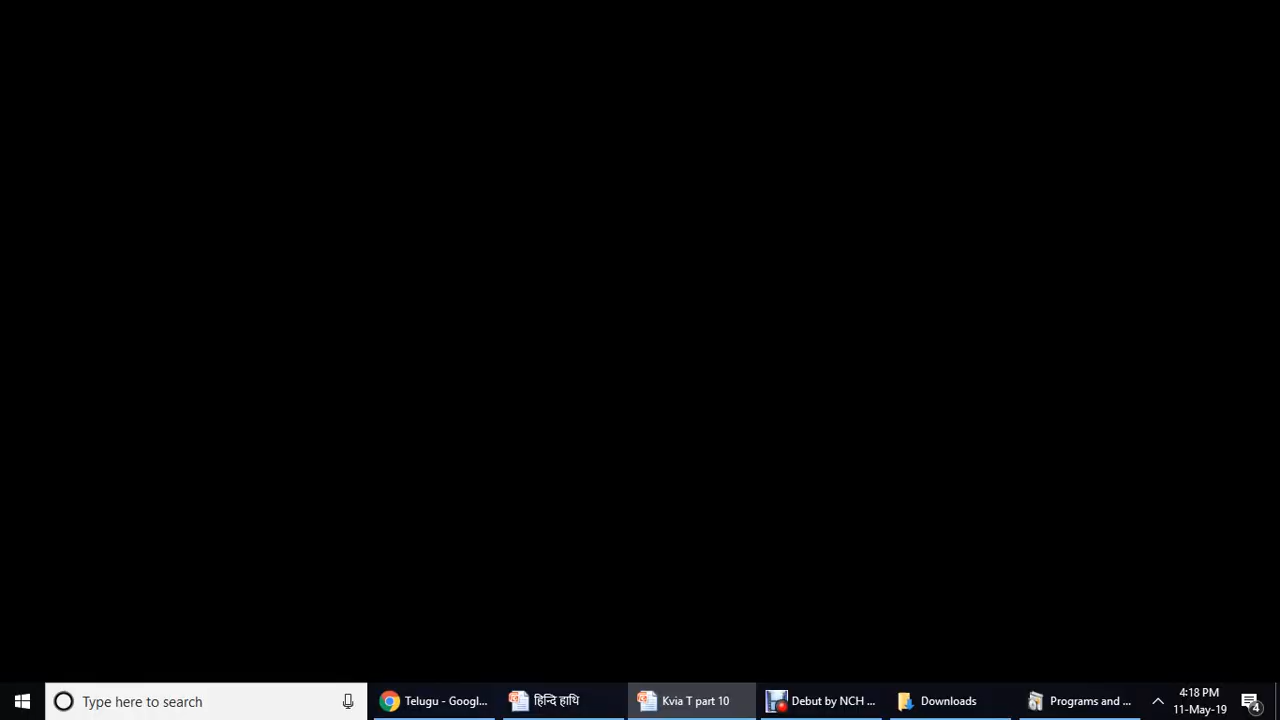 Type here to search
Telugu - Googl...
हिन्दि हाथि
Kvia T part 10
Debut by NCH ...
Downloads
Programs and ...
4:18 PM
11-May-19
4